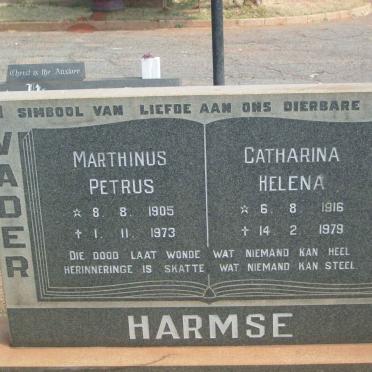 Christ is the Answer
SIMBOOL VAN LIEFDE AAN ONS DIERBARE
VADER
MARTHINUS
PETRUS
☆ 8. 8. 1905
✝ 1. 11. 1973
CATHARINA
HELENA
☆ 6. 8 1916
✝ 14. 2. 1979
DIE DOOD LAAT WONDE WAT NIEMAND KAN HEEL
HERINNERINGE IS SKATTE WAT NIEMAND KAN STEEL
HARMSE